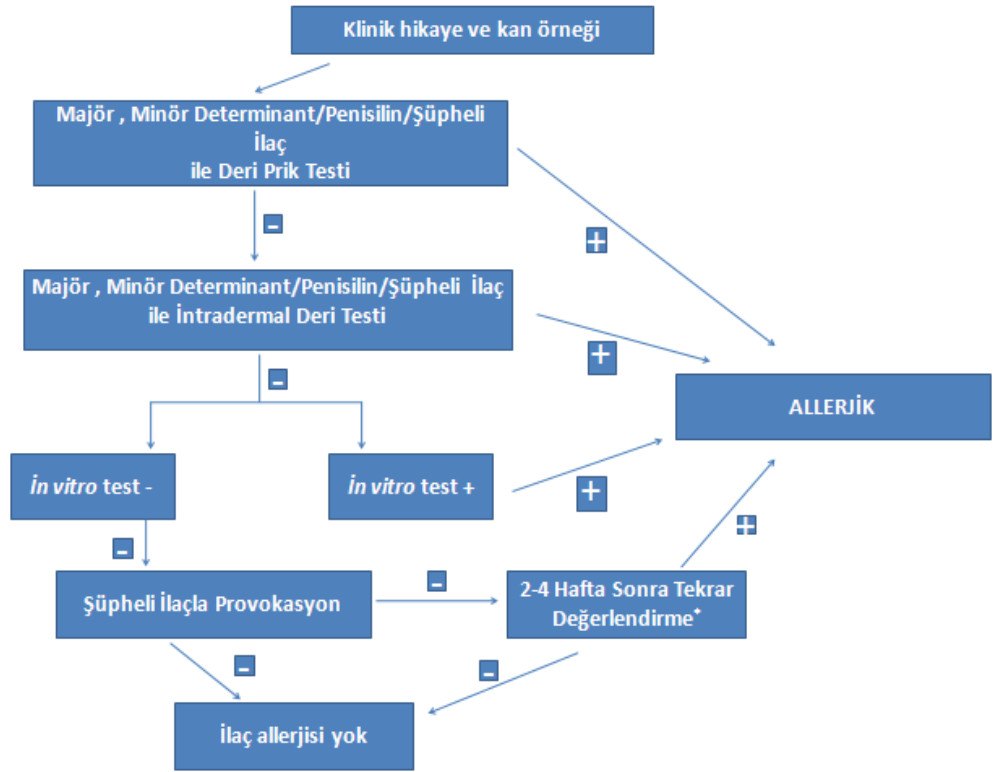 Klinik hikaye ve kan örneği
Majör , Minör Determinant/Penisilin/Şüpheli
İlaç
ile Deri Prik Testi
-
+
Majör , Minör Determinant/Penisilin/Şüpheli İlaç
ile İntradermal Deri Testi
+
-
ALLERJİK
İn vitro test -
İn vitro test +
+
+
-
-
Şüpheli İlaçla Provokasyon
2-4 Hafta Sonra Tekrar
Değerlendirme*
-
-
İlaç allerjisi yok